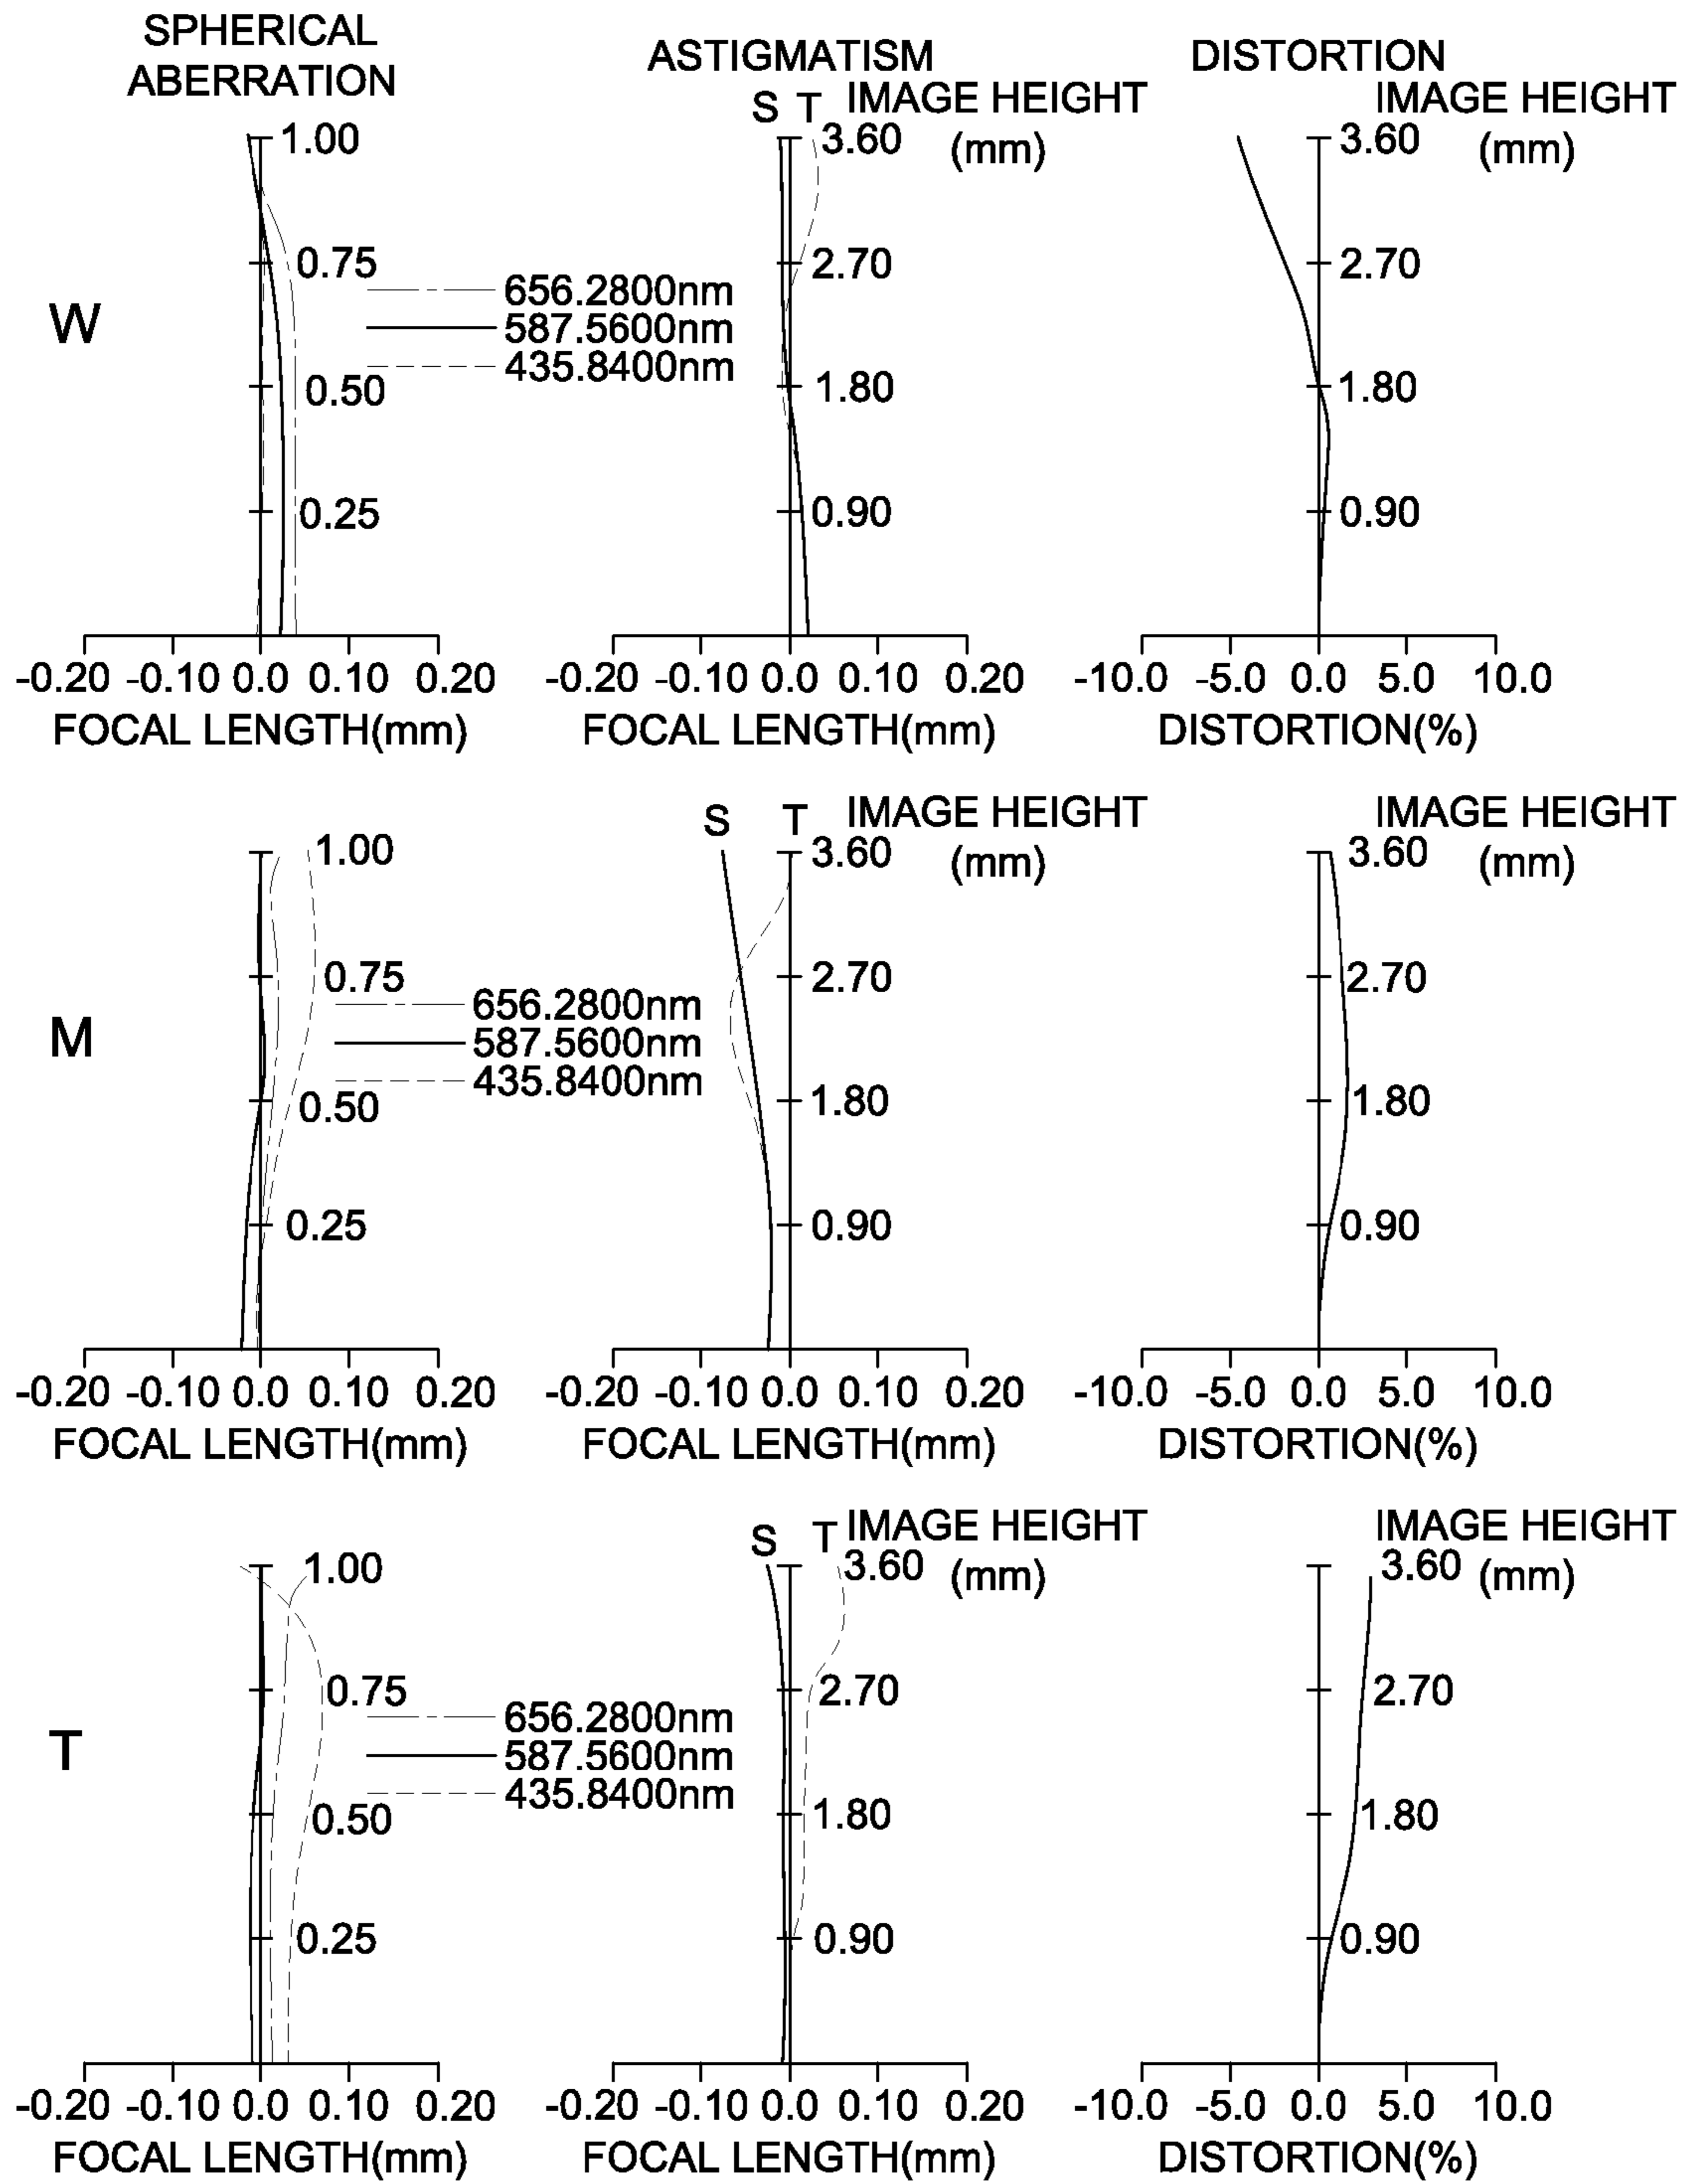 SPHERICAL
ABERRATION
ASTIGMATISM
DISTORTION
S T IMAGE HEIGHT
(mm)
IMAGE HEIGHT
(mm)
W
1.00
0.75
0.50
0.25
656.2800nm
587.5600nm
435.8400nm
-0.20 -0.10 0.0 0.10 0.20
FOCAL LENGTH(mm)
3.60
2.70
1.80
0.90
-0.20 -0.10 0.0 0.10 0.20
FOCAL LENGTH(mm)
3.60
2.70
1.80
0.90
-10.0 -5.0 0.0 5.0 10.0
DISTORTION(%)
M
1.00
0.75
0.50
0.25
656.2800nm
587.5600nm
435.8400nm
-0.20 -0.10 0.0 0.10 0.20
FOCAL LENGTH(mm)
S T IMAGE HEIGHT
(mm)
3.60
2.70
1.80
0.90
-0.20 -0.10 0.0 0.10 0.20
FOCAL LENGTH(mm)
IMAGE HEIGHT
(mm)
3.60
2.70
1.80
0.90
-10.0 -5.0 0.0 5.0 10.0
DISTORTION(%)
T
1.00
0.75
0.50
0.25
656.2800nm
587.5600nm
435.8400nm
-0.20 -0.10 0.0 0.10 0.20
FOCAL LENGTH(mm)
S T IMAGE HEIGHT
(mm)
3.60
2.70
1.80
0.90
-0.20 -0.10 0.0 0.10 0.20
FOCAL LENGTH(mm)
IMAGE HEIGHT
(mm)
3.60
2.70
1.80
0.90
-10.0 -5.0 0.0 5.0 10.0
DISTORTION(%)